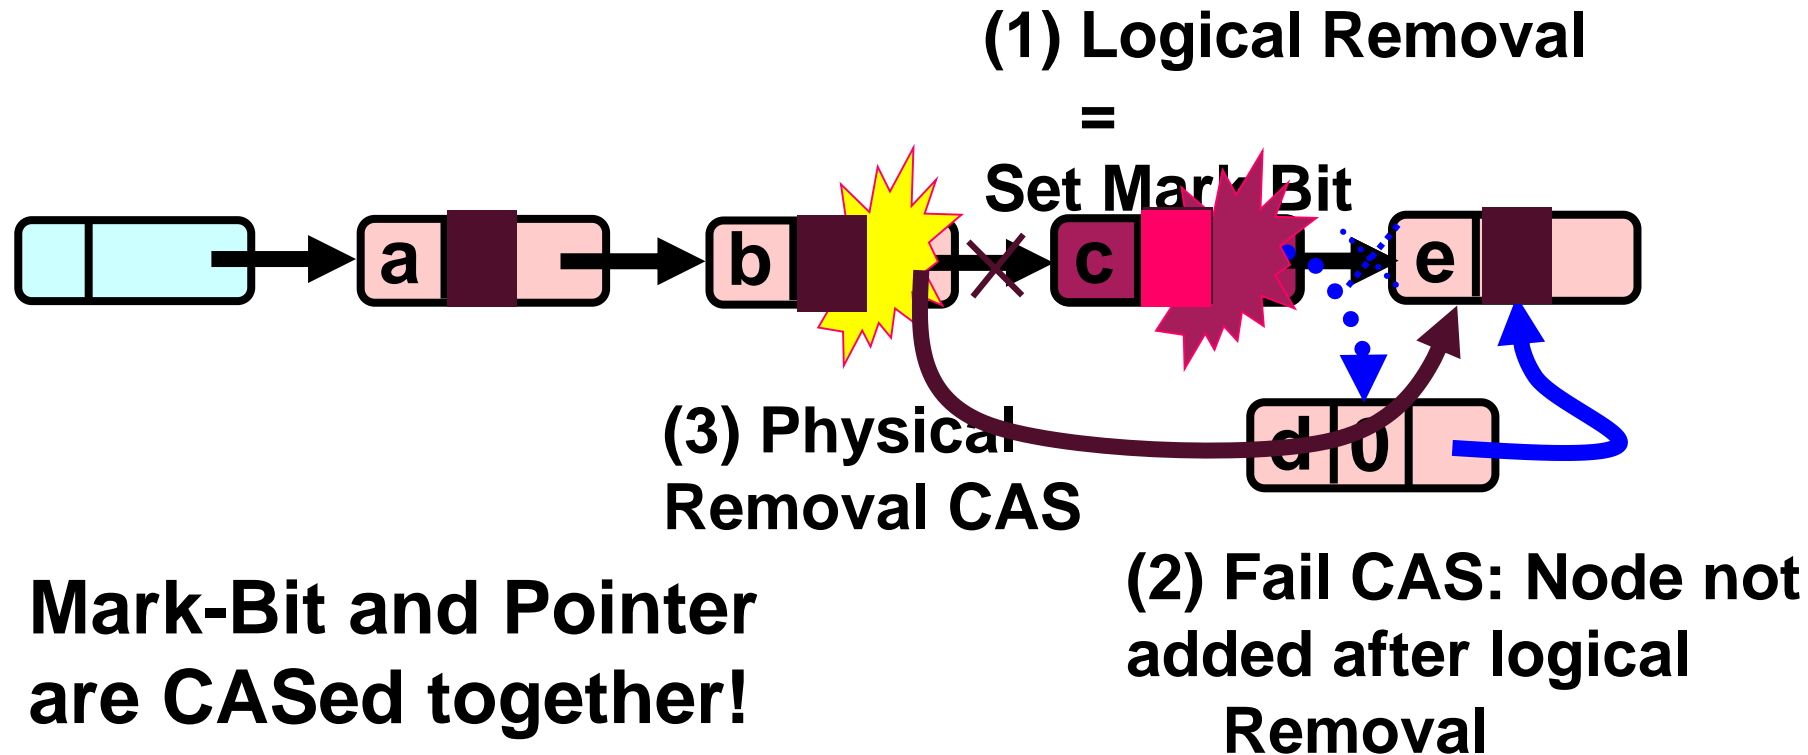 (1) Logical Removal
=
Set Mark-Bit
a b c e
(3) Physical
Removal CAS
d 0
(2) Fail CAS: Node not
added after logical
Removal
Mark-Bit and Pointer
are CASed together!